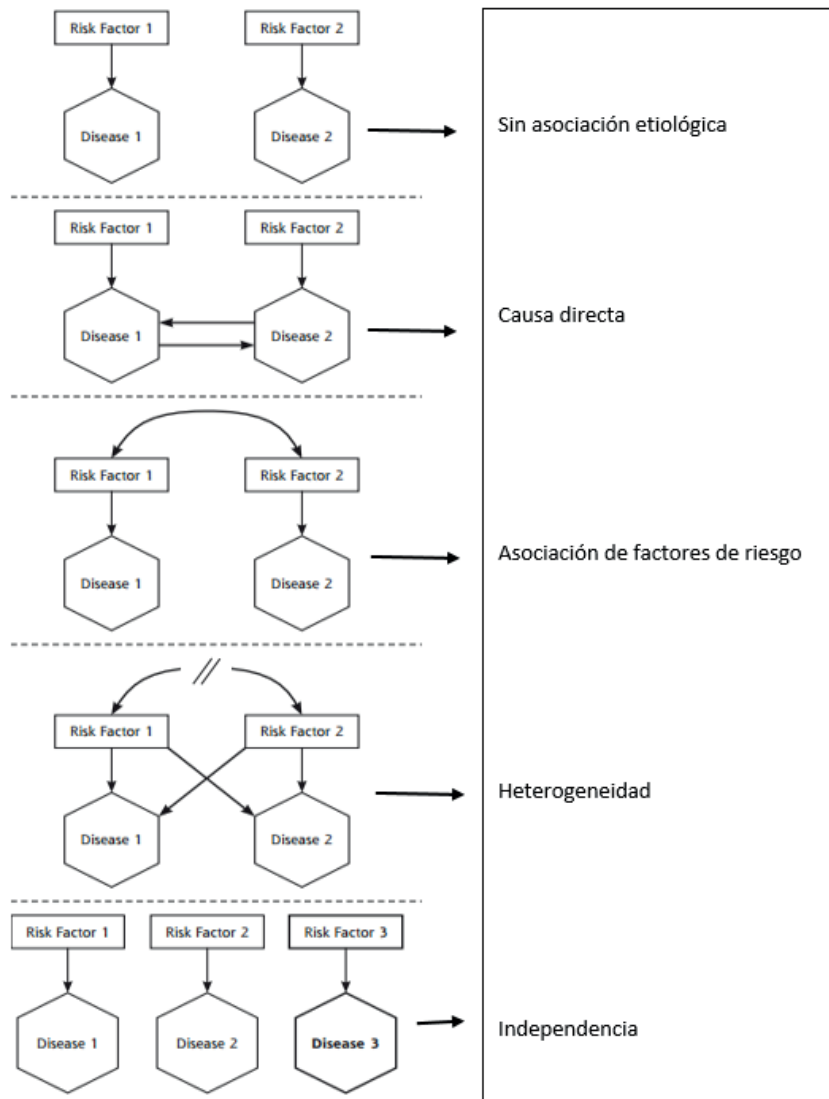 Risk Factor 1 Risk Factor 2
Disease 1 Disease 2 Sin asociación etiológica
Risk Factor 1 Risk Factor 2
Disease 1 Disease 2 Causa directa
Risk Factor 1 Risk Factor 2
Disease 1 Disease 2 Asociación de factores de riesgo
Risk Factor 1 Risk Factor 2
Disease 1 Disease 2 Heterogeneidad
Risk Factor 1 Risk Factor 2 Risk Factor 3
Disease 1 Disease 2 Disease 3 Independencia